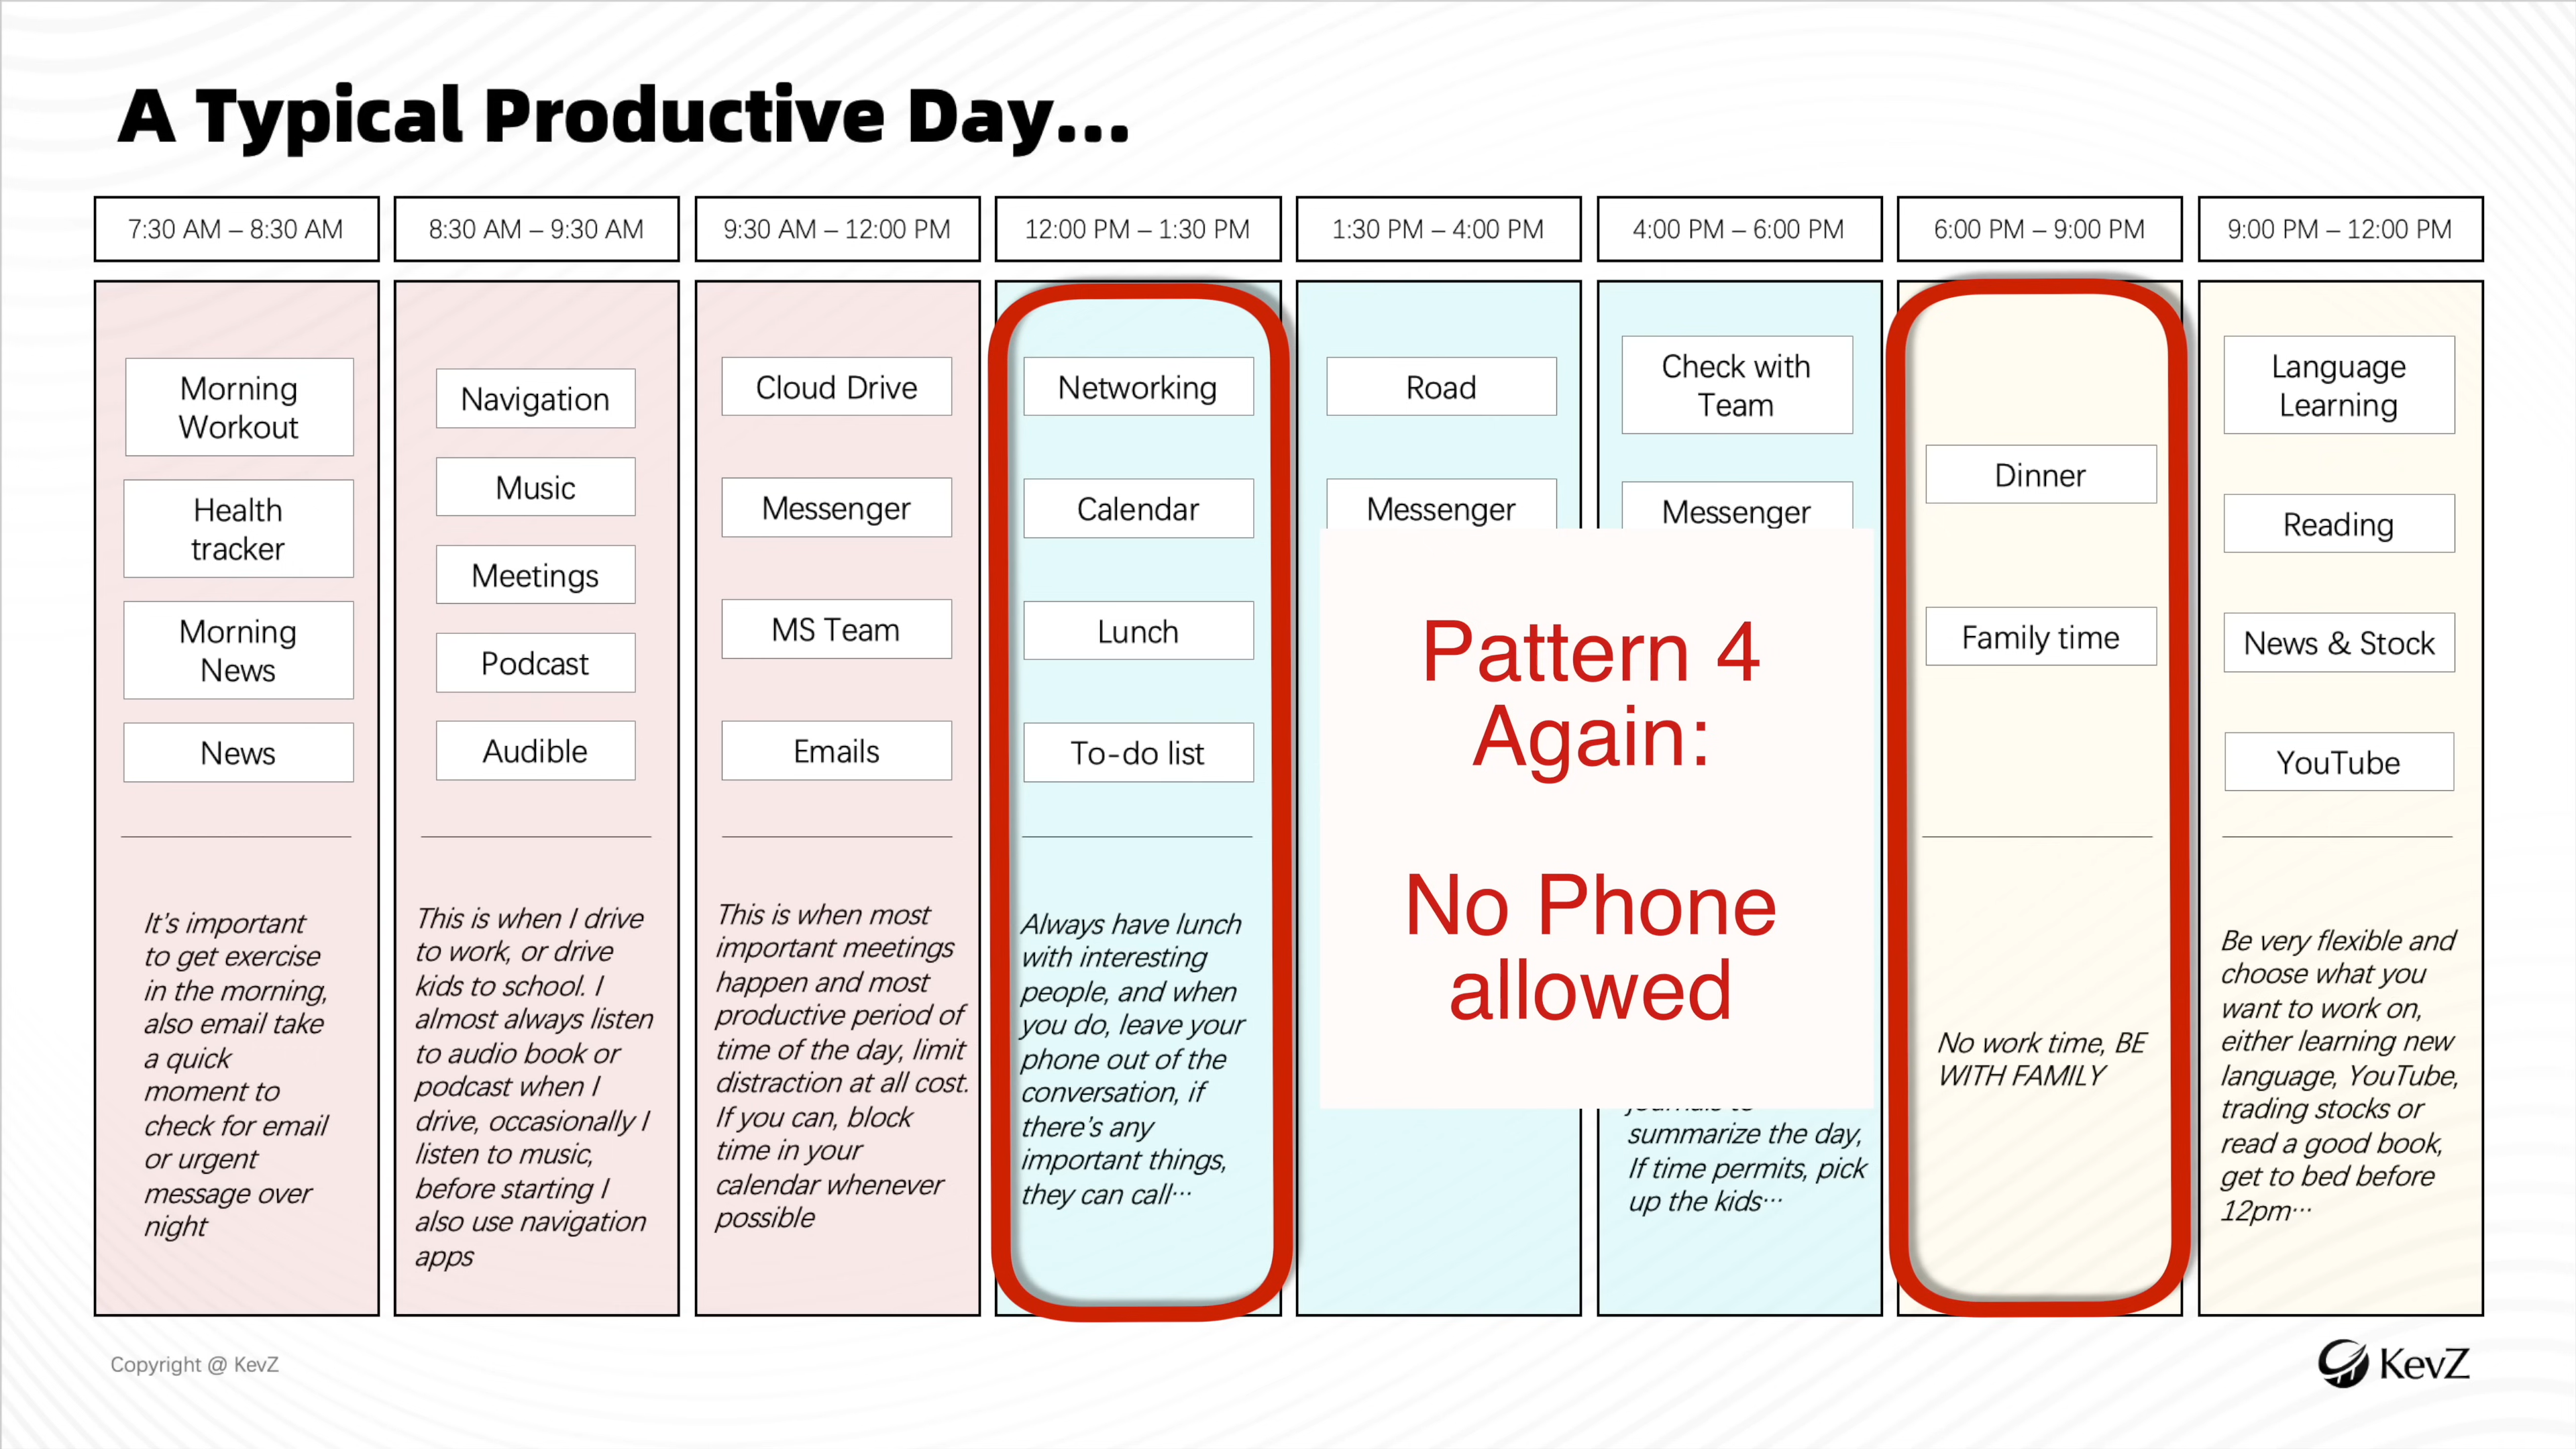 A Typical Productive Day...
7:30 AM – 8:30 AM
8:30 AM – 9:30 AM
9:30 AM – 12:00 PM
12:00 PM – 1:30 PM
1:30 PM – 4:00 PM
4:00 PM – 6:00 PM
6:00 PM – 9:00 PM
9:00 PM – 12:00 PM
Morning
Workout
Health
tracker
Morning
News
News
It's important
to get exercise
in the morning,
also email take
a quick
moment to
check for email
or urgent
message over
night
Navigation
Music
Meetings
Podcast
Audible
This is when I drive
to work, or drive
kids to school. I
almost always listen
to audio book or
podcast when I
drive, occasionally I
listen to music,
before starting I
also use navigation
apps
Cloud Drive
Messenger
MS Team
Emails
This is when most
important meetings
happen and most
productive period of
time of the day, limit
distraction at all cost.
If you can, block
time in your
calendar whenever
possible
Networking
Calendar
Lunch
To-do list
Always have lunch
with interesting
people, and when
you do, leave your
phone out of the
conversation, if
there's any
important things,
they can call···
Road
Messenger
Check with
Team
Messenger
Pattern 4
Again:
No Phone
allowed
summarize the day,
If time permits, pick
up the kids···
Dinner
Family time
No work time, BE
WITH FAMILY
Language
Learning
Reading
News & Stock
YouTube
Be very flexible and
choose what you
want to work on,
either learning new
language, YouTube,
trading stocks or
read a good book,
get to bed before
12pm···
Copyright @ KevZ
KevZ